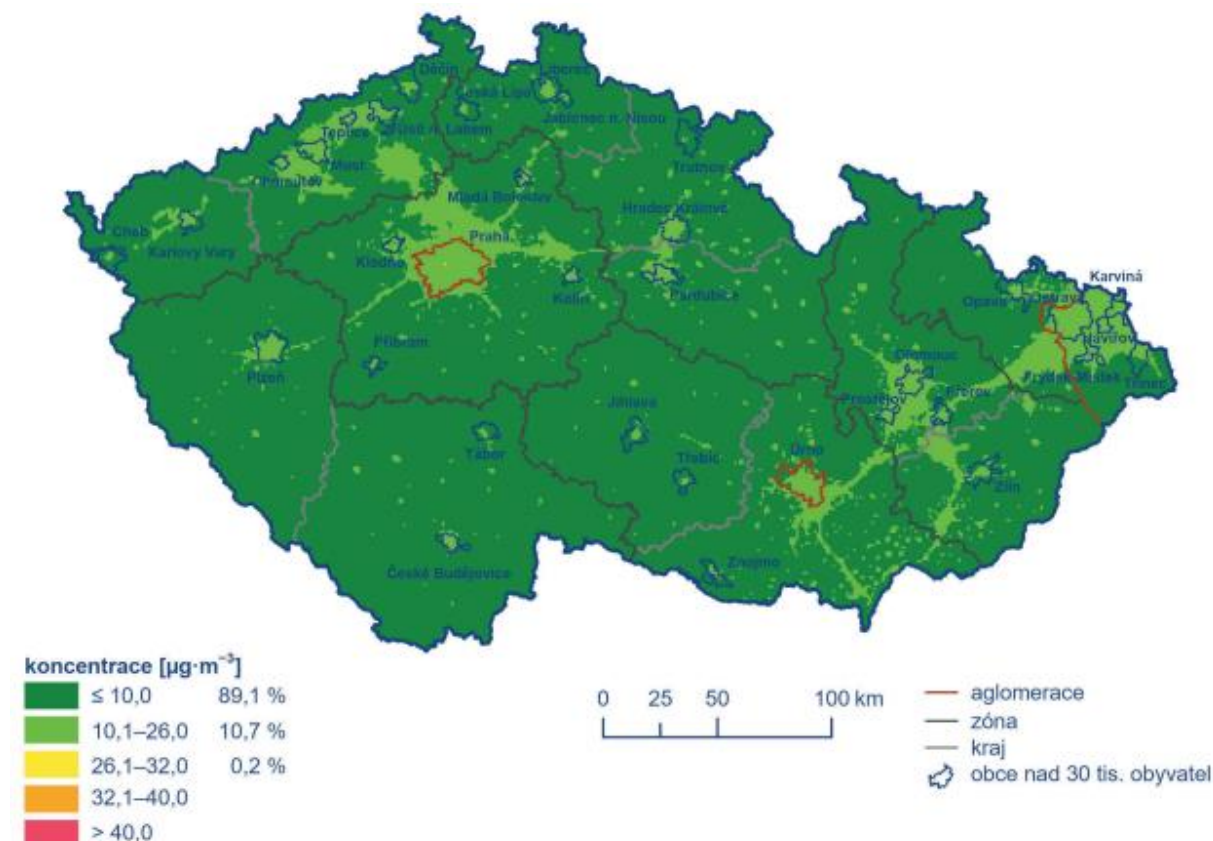 Děčín
Liberec
Česká Lípa
Jablonec n. Nisou
Teplice
Ústí n. Labem
Most
Chomutov
Trutnov
Mladá Boleslav
Hradec Králové
Cheb
Karlovy Vary
Praha
Kladno
Kolín
Pardubice
Karviná
Opava
Ostrava
Havířov
Příbram
Plzeň
Olomouc
Frýdek-Místek
Třinec
Prostějov
Přerov
Jihlava
Tábor
Třebíč
Brno
Zlín
České Budějovice
Znojmo
koncentrace [µg·m⁻³]
≤ 10,0 89,1 %
10,1–26,0 10,7 %
26,1–32,0 0,2 %
32,1–40,0
> 40,0
0 25 50 100 km
aglomerace
zóna
kraj
obce nad 30 tis. obyvatel